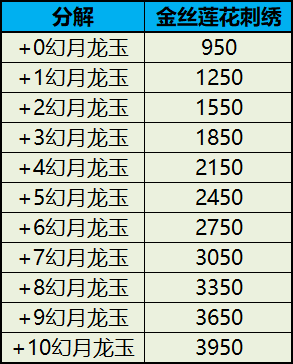 分解 金丝莲花刺绣
+0幻月龙玉 950
+1幻月龙玉 1250
+2幻月龙玉 1550
+3幻月龙玉 1850
+4幻月龙玉 2150
+5幻月龙玉 2450
+6幻月龙玉 2750
+7幻月龙玉 3050
+8幻月龙玉 3350
+9幻月龙玉 3650
+10幻月龙玉 3950